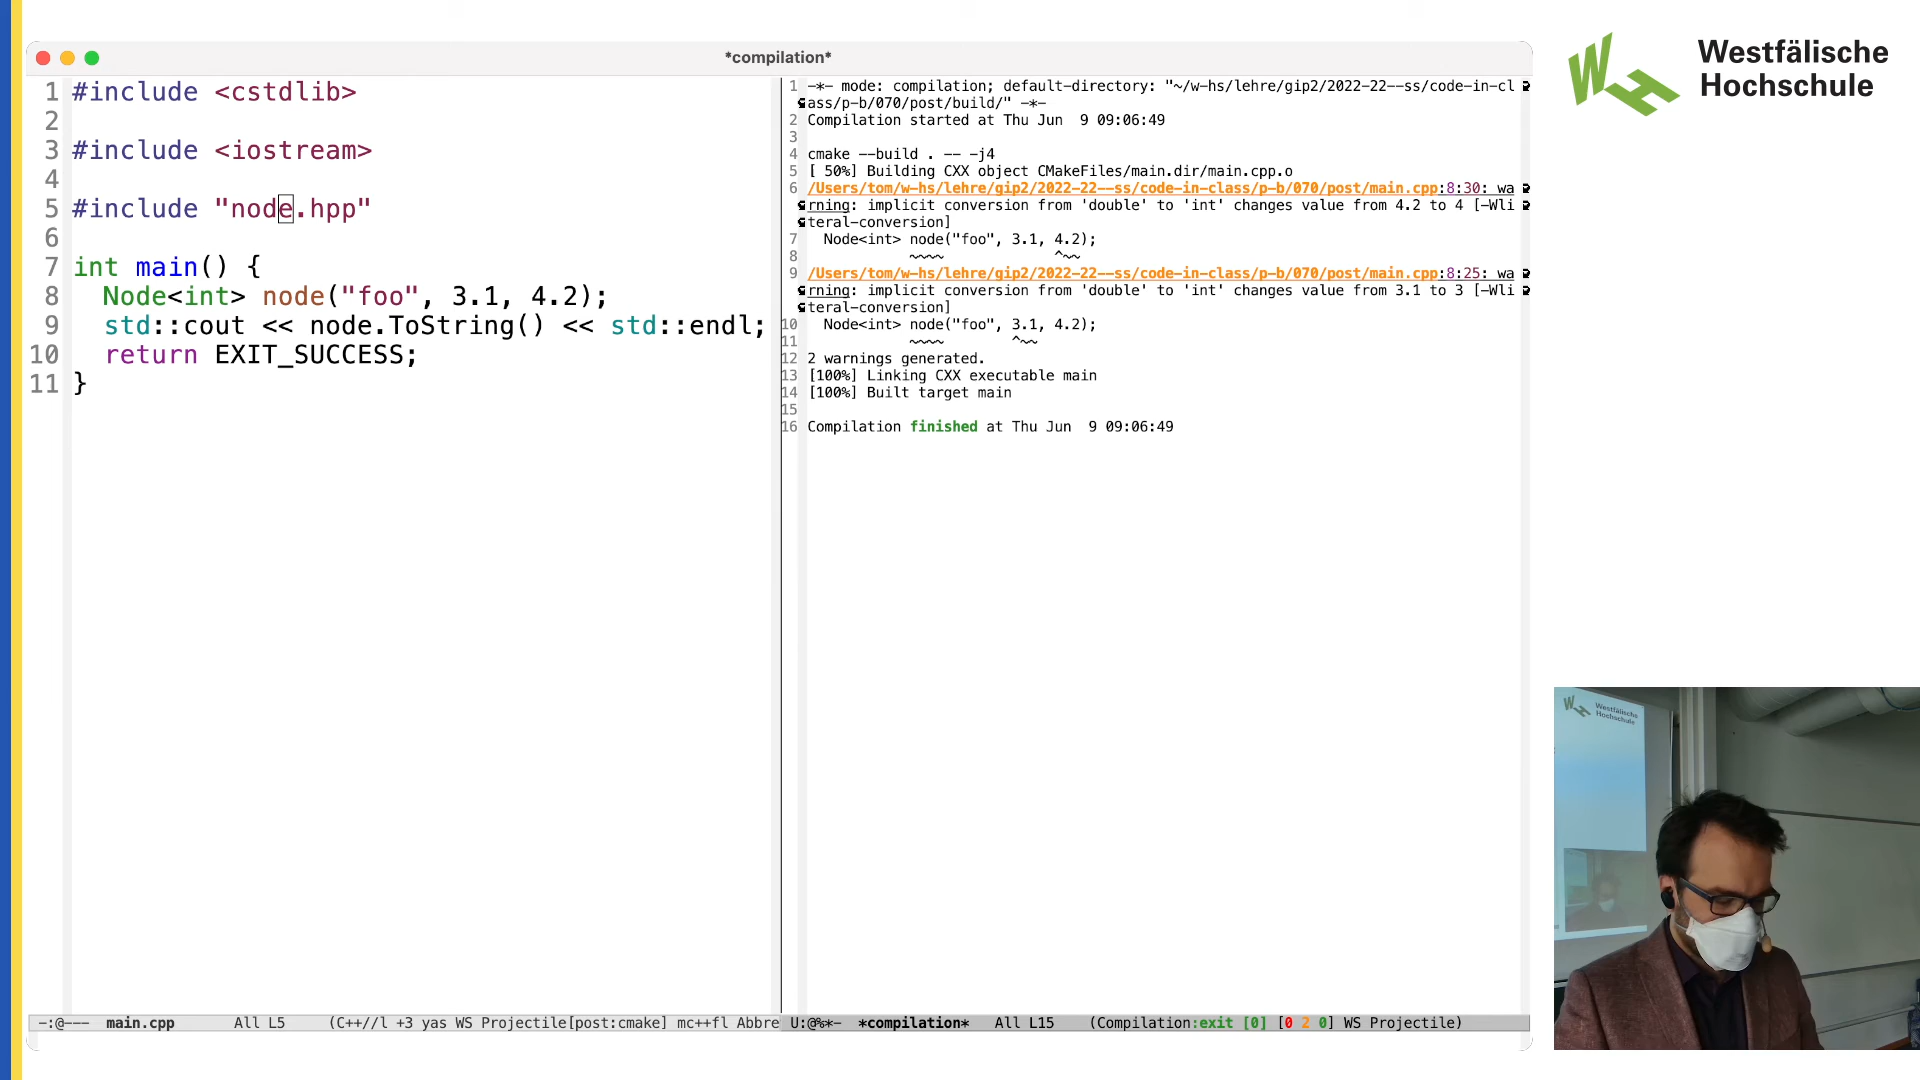 *compilation*
1 #include <cstdlib>
2
3 #include <iostream>
4
5 #include "node.hpp"
6
7 int main() {
8   Node<int> node("foo", 3.1, 4.2);
9   std::cout << node.ToString() << std::endl;
10   return EXIT_SUCCESS;
11 }
-:@--- main.cpp All L5 (C++//l +3 yas WS Projectile[post:cmake] mc++fl Abbre
1 -*- mode: compilation; default-directory: "~/w-hs/lehre/gip2/2022-22--ss/code-in-cl
ass/p-b/070/post/build/" -*-
2 Compilation started at Thu Jun  9 09:06:49
3
4 cmake --build . -- -j4
5 [ 50%] Building CXX object CMakeFiles/main.dir/main.cpp.o
6 /Users/tom/w-hs/lehre/gip2/2022-22--ss/code-in-class/p-b/070/post/main.cpp:8:30: wa
rning: implicit conversion from 'double' to 'int' changes value from 4.2 to 4 [-Wli
teral-conversion]
7   Node<int> node("foo", 3.1, 4.2);
8             ~~~~             ^~~
9 /Users/tom/w-hs/lehre/gip2/2022-22--ss/code-in-class/p-b/070/post/main.cpp:8:25: wa
rning: implicit conversion from 'double' to 'int' changes value from 3.1 to 3 [-Wli
teral-conversion]
10   Node<int> node("foo", 3.1, 4.2);
11             ~~~~        ^~~
12 2 warnings generated.
13 [100%] Linking CXX executable main
14 [100%] Built target main
15
16 Compilation finished at Thu Jun  9 09:06:49
U:@%*- *compilation* All L15 (Compilation:exit [0] [0 2 0] WS Projectile)
WH
Westfälische
Hochschule
WH
Westfälische
Hochschule